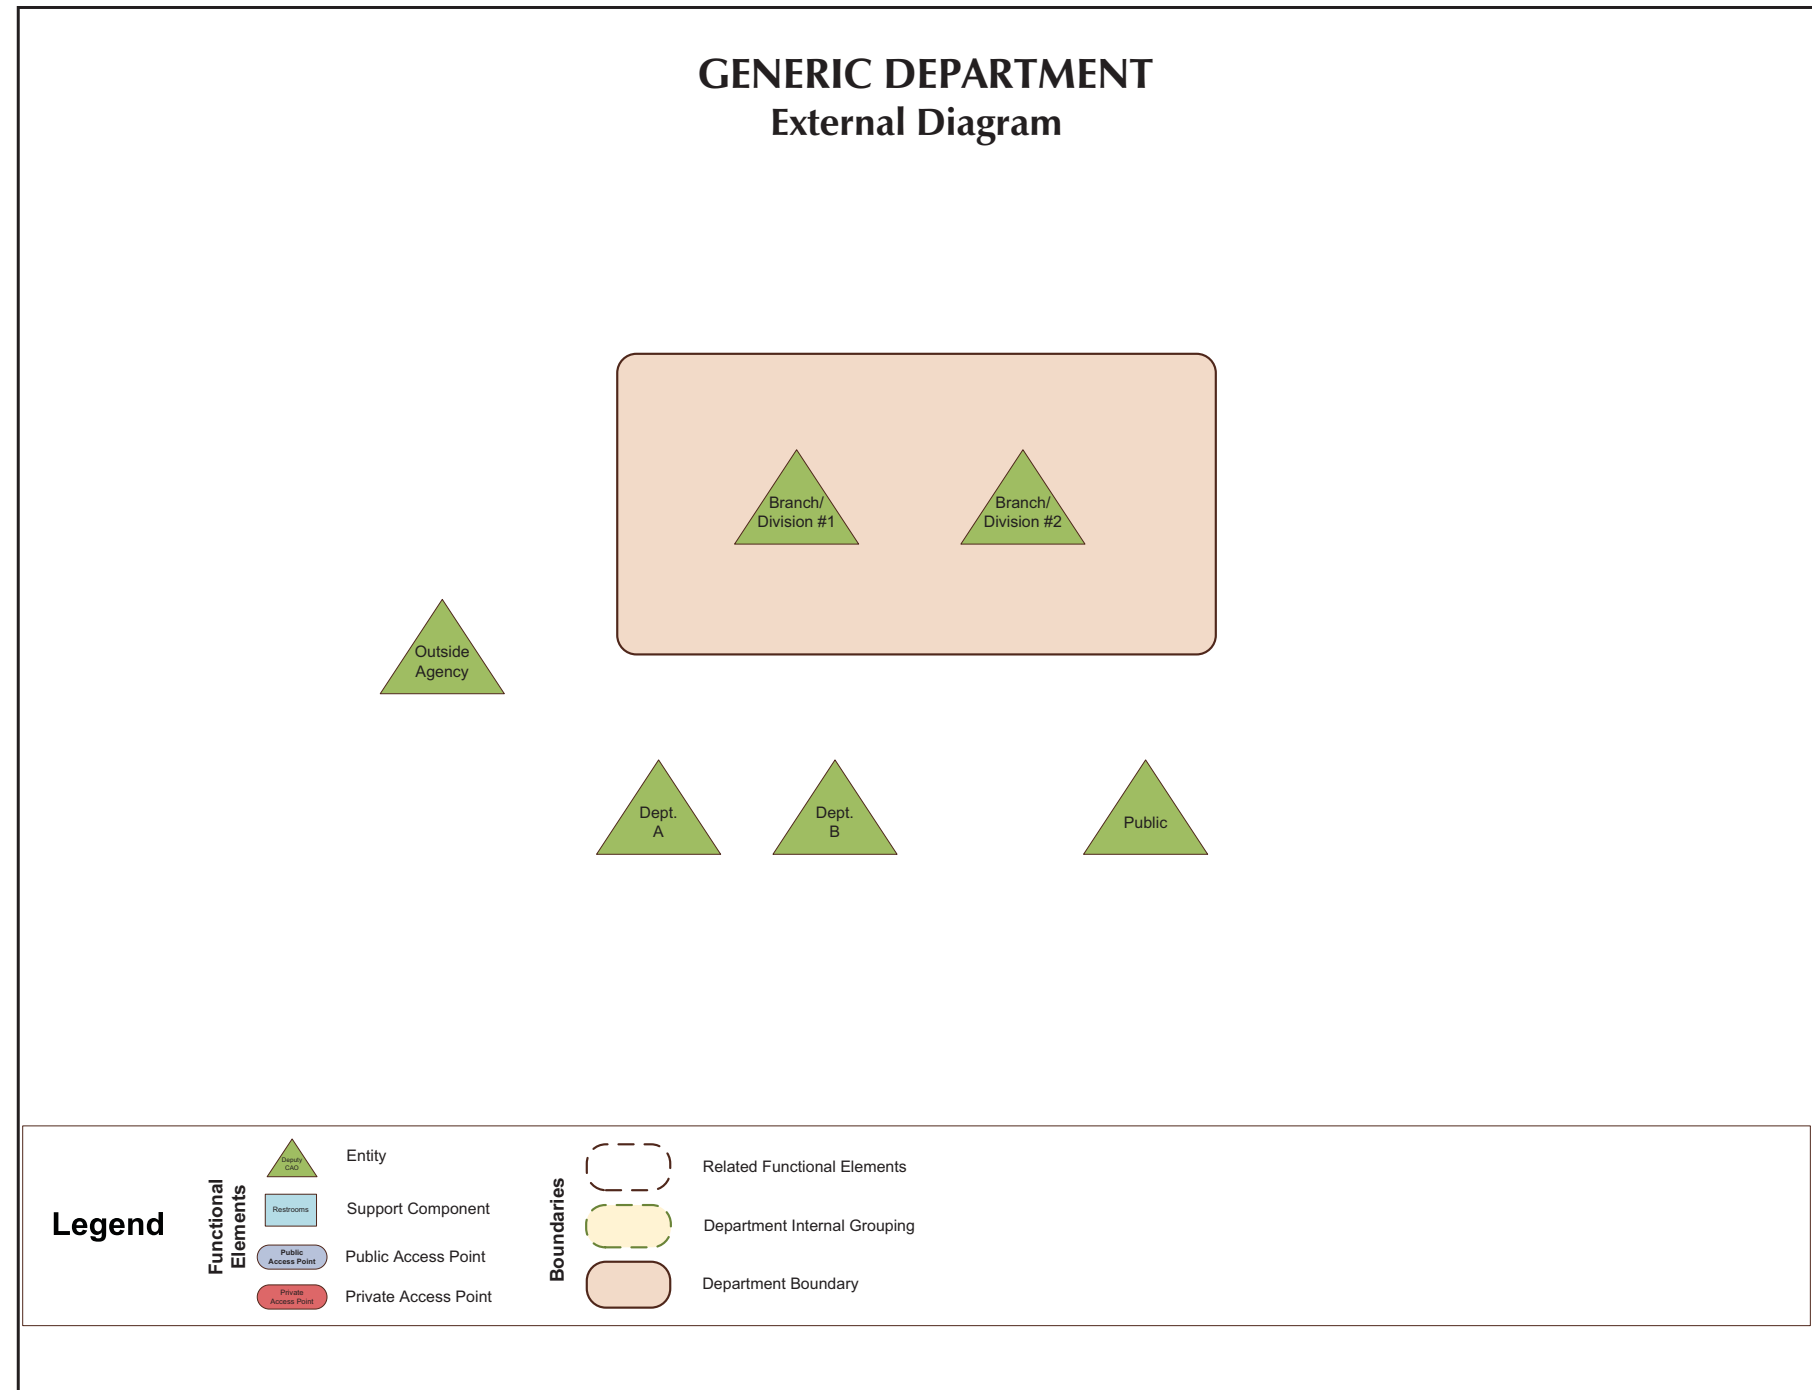 GENERIC DEPARTMENT
External Diagram
Branch/
Division #1
Branch/
Division #2
Outside
Agency
Dept.
A
Dept.
B
Public
Legend
Functional
Elements
Deputy
CAO
Entity
Restrooms
Support Component
Public
Access Point
Public Access Point
Private
Access Point
Private Access Point
Boundaries
Related Functional Elements
Department Internal Grouping
Department Boundary